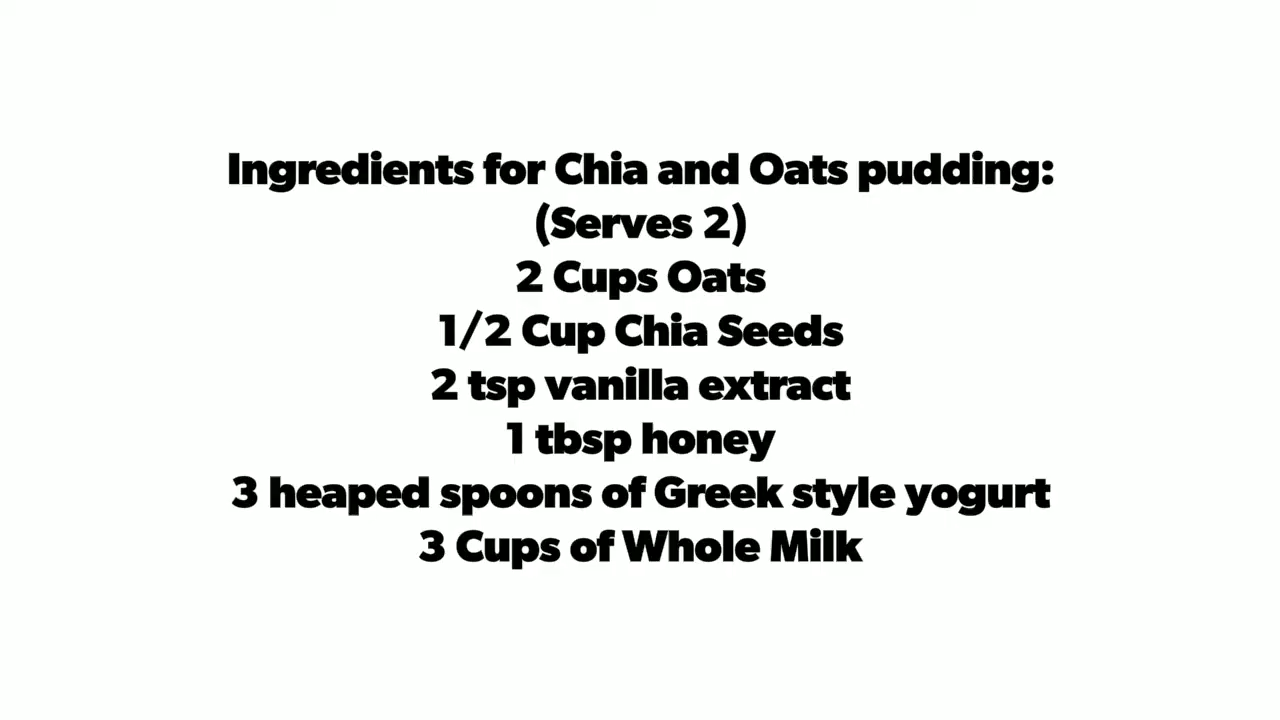 Ingredients for Chia and Oats pudding:
(Serves 2)
2 Cups Oats
1/2 Cup Chia Seeds
2 tsp vanilla extract
1 tbsp honey
3 heaped spoons of Greek style yogurt
3 Cups of Whole Milk